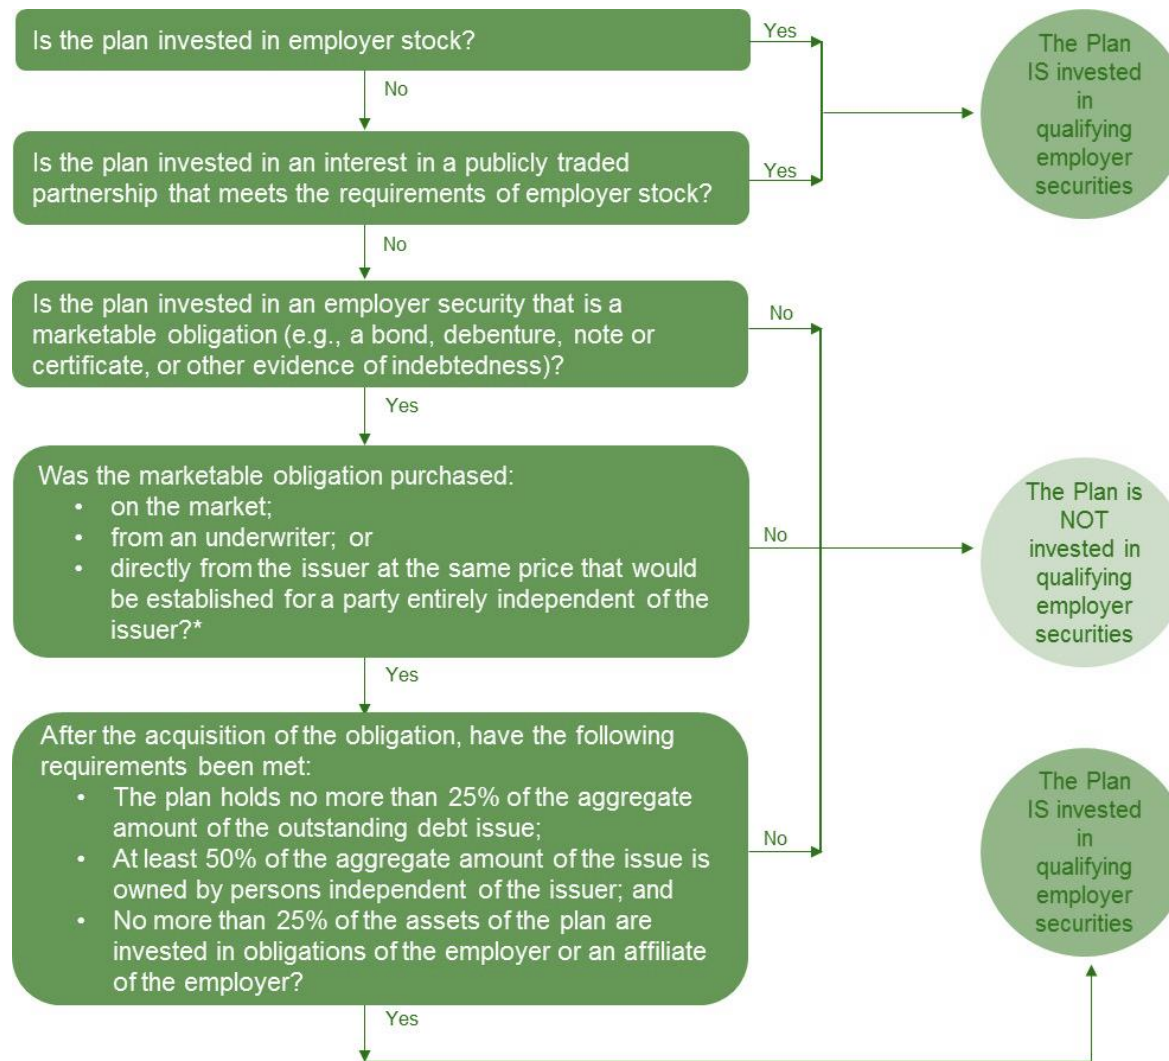 Is the plan invested in employer stock?
Yes
The Plan
IS invested
in
qualifying
employer
securities
No
Is the plan invested in an interest in a publicly traded
partnership that meets the requirements of employer stock?
Yes
No
Is the plan invested in an employer security that is a
marketable obligation (e.g., a bond, debenture, note or
certificate, or other evidence of indebtedness)?
No
Yes
Was the marketable obligation purchased:
• on the market;
• from an underwriter; or
• directly from the issuer at the same price that would
be established for a party entirely independent of the
issuer?*
No
The Plan is
NOT
invested in
qualifying
employer
securities
Yes
After the acquisition of the obligation, have the following
requirements been met:
• The plan holds no more than 25% of the aggregate
amount of the outstanding debt issue;
• At least 50% of the aggregate amount of the issue is
owned by persons independent of the issuer; and
• No more than 25% of the assets of the plan are
invested in obligations of the employer or an affiliate
of the employer?
No
The Plan
IS invested
in
qualifying
employer
securities
Yes